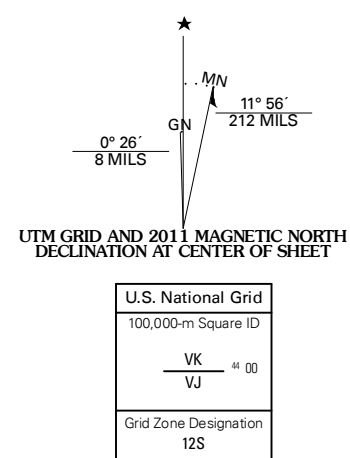 MN
11° 56´
212 MILS
GN
0° 26´
8 MILS
UTM GRID AND 2011 MAGNETIC NORTH
DECLINATION AT CENTER OF SHEET
U.S. National Grid
100,000-m Square ID
VK
44 00
VJ
Grid Zone Designation
12S